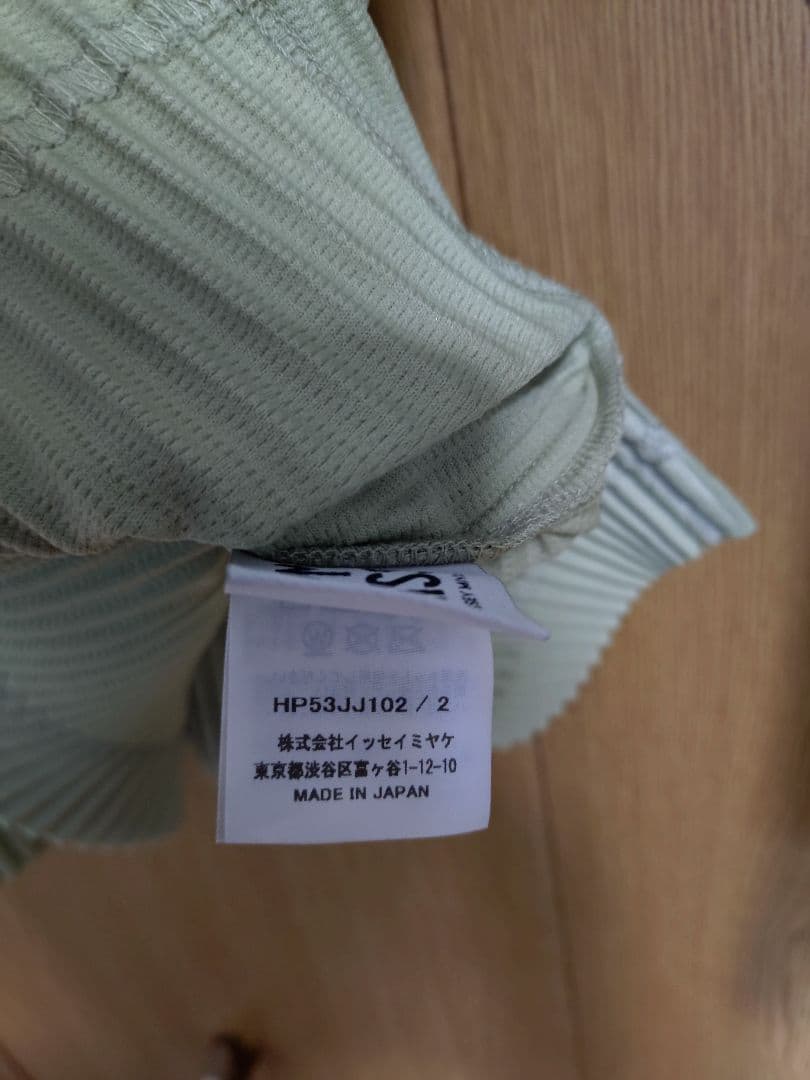 HP53JJ102 / 2
株式会社イッセイミヤケ
東京都渋谷区富ヶ谷1-12-10
MADE IN JAPAN